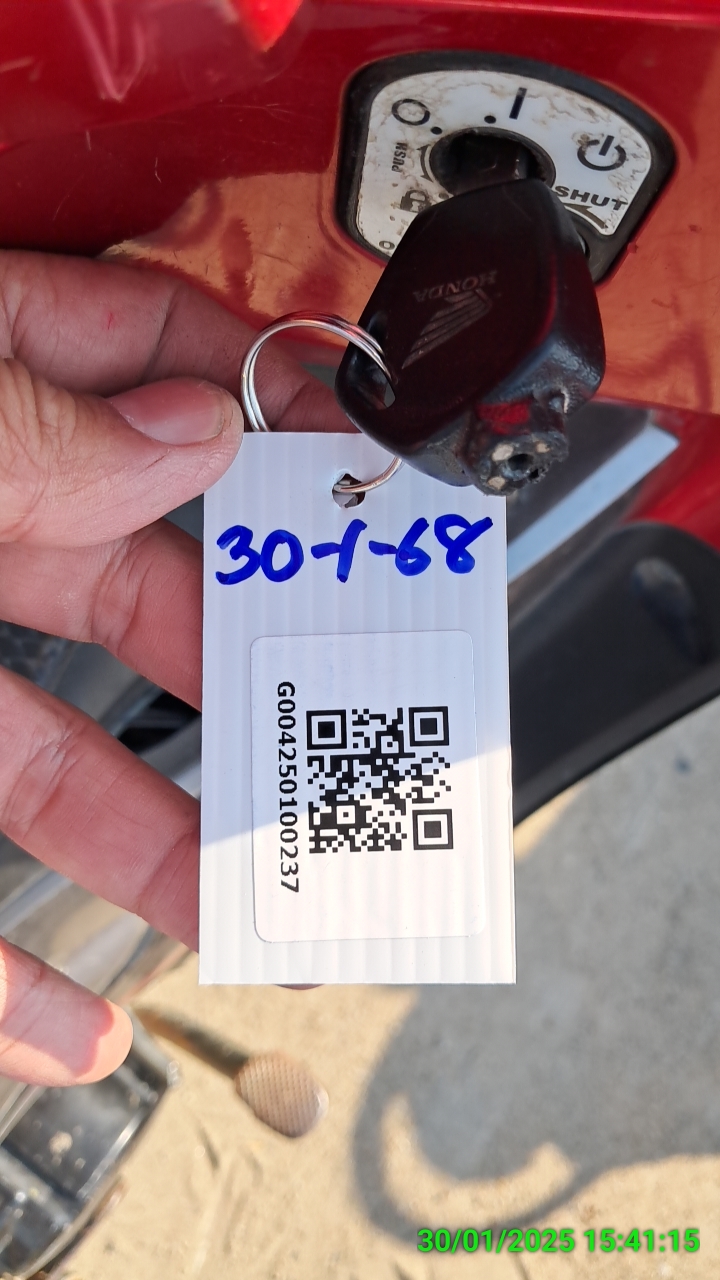 PUSH
SHUT
HONDA
30-1-68
G004250100237
30/01/2025 15:41:15